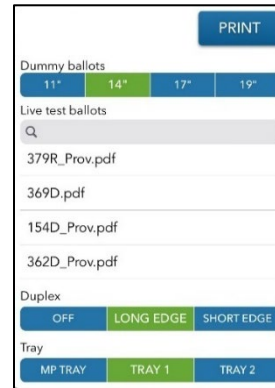 PRINT
Dummy ballots
11" 14" 17" 19"
Live test ballots
379R_Prov.pdf
369D.pdf
154D_Prov.pdf
362D_Prov.pdf
Duplex
OFF LONG EDGE SHORT EDGE
Tray
MP TRAY TRAY 1 TRAY 2